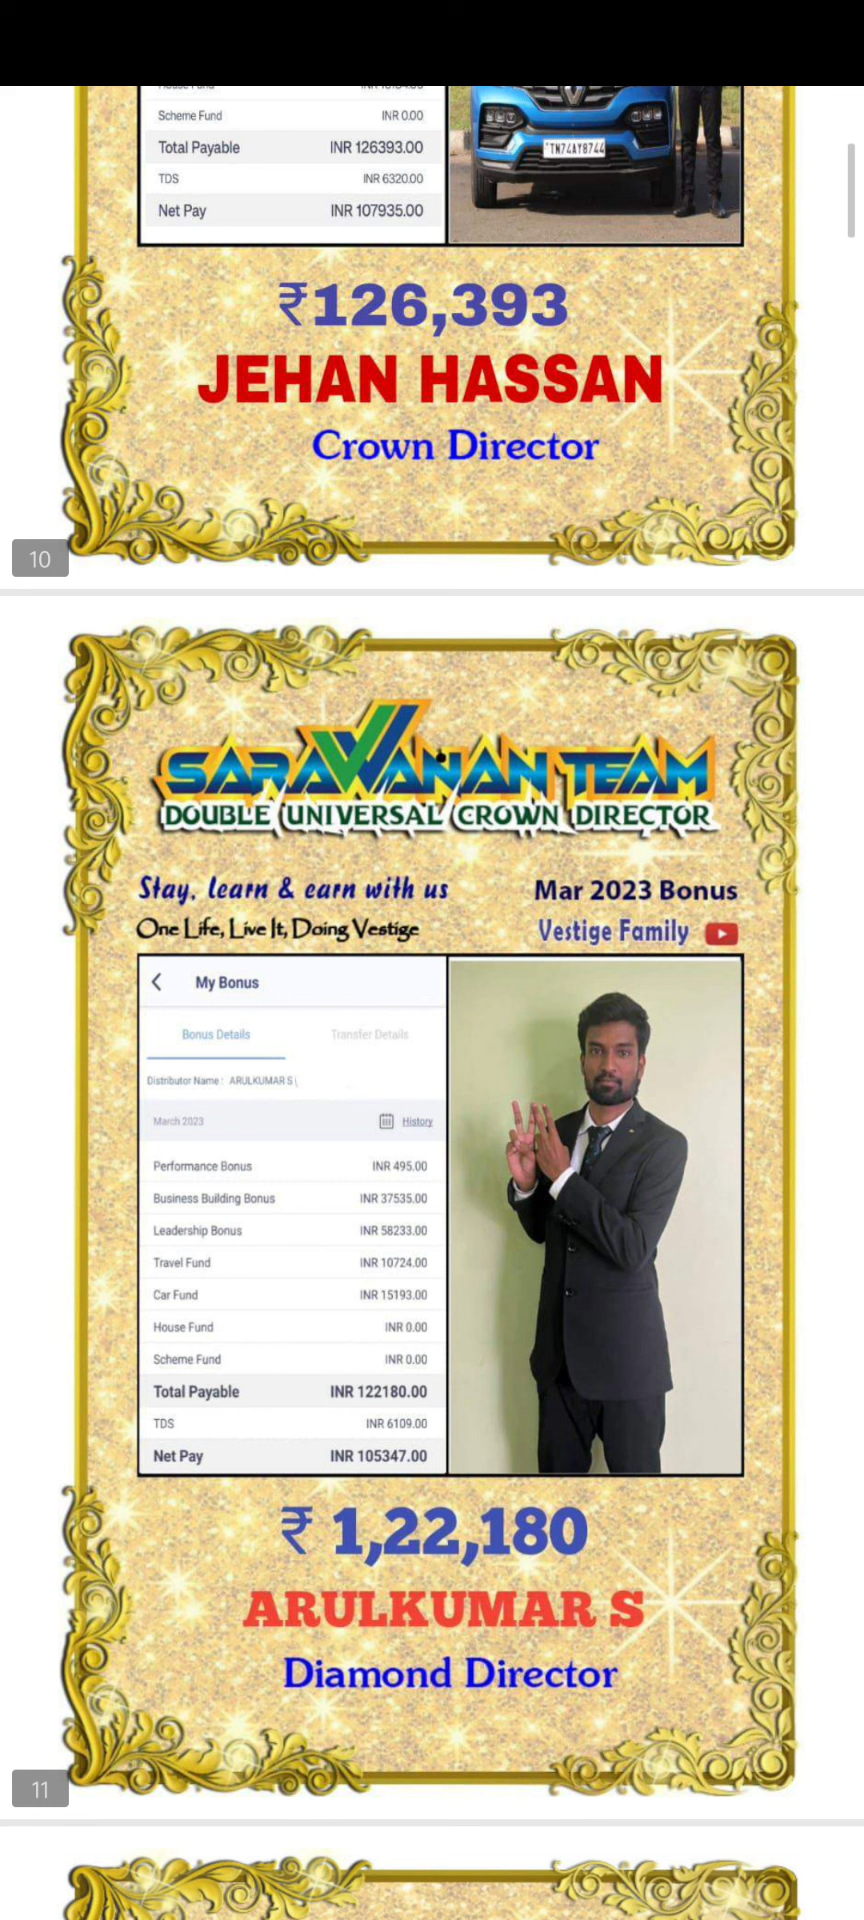 Scheme Fund INR 0.00
Total Payable INR 126393.00
TDS INR 6320.00
Net Pay INR 107935.00
TN74AY8744
₹126,393
JEHAN HASSAN
Crown Director
10
SARAVANAN TEAM
DOUBLE UNIVERSAL CROWN DIRECTOR
Stay, learn & earn with us Mar 2023 Bonus
One Life, Live It, Doing Vestige Vestige Family
My Bonus
Bonus Details Transfer Details
Distributor Name : ARULKUMAR S (
March 2023 History
Performance Bonus INR 495.00
Business Building Bonus INR 37535.00
Leadership Bonus INR 58233.00
Travel Fund INR 10724.00
Car Fund INR 15193.00
House Fund INR 0.00
Scheme Fund INR 0.00
Total Payable INR 122180.00
TDS INR 6109.00
Net Pay INR 105347.00
₹ 1,22,180
ARULKUMAR S
Diamond Director
11